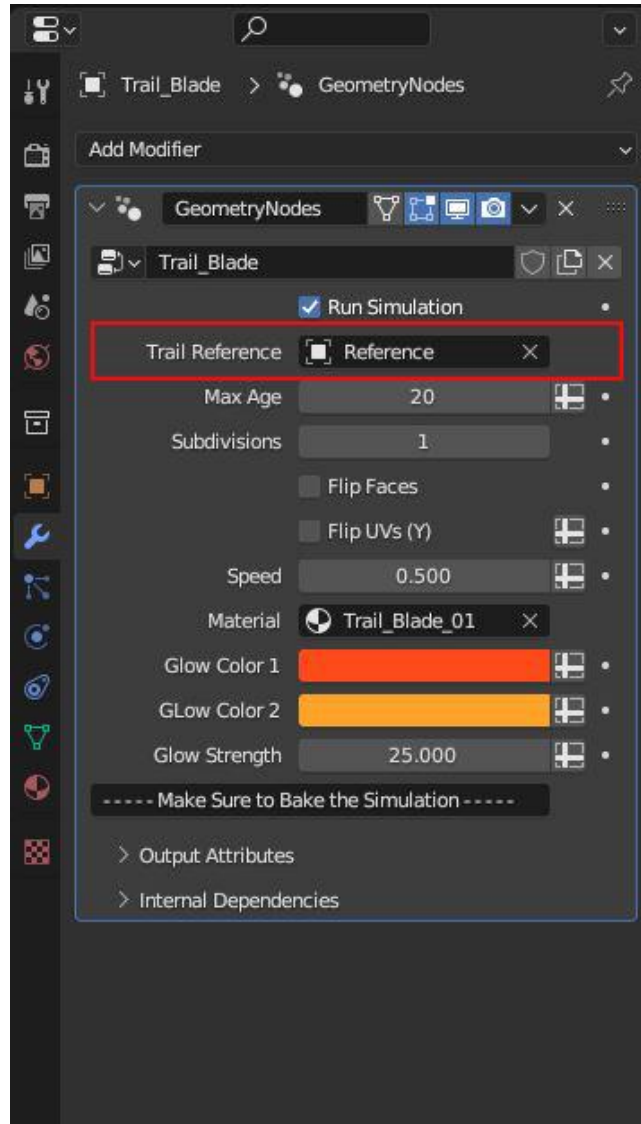 Trail_Blade > GeometryNodes
Add Modifier
GeometryNodes
Trail_Blade
Run Simulation
Trail Reference Reference
Max Age 20
Subdivisions 1
Flip Faces
Flip UVs (Y)
Speed 0.500
Material Trail_Blade_01
Glow Color 1
GLow Color 2
Glow Strength 25.000
-----Make Sure to Bake the Simulation-----
> Output Attributes
> Internal Dependencies